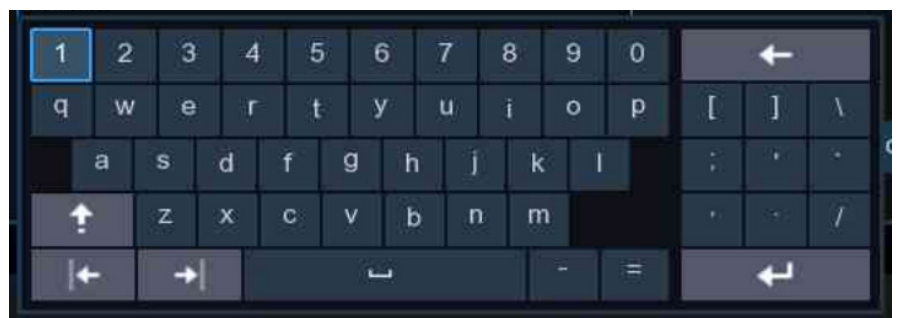 1 2 3 4 5 6 7 8 9 0
q w e r t y u i o p [ ] \
a s d f g h j k l ; '
z x c v b n m /
- =